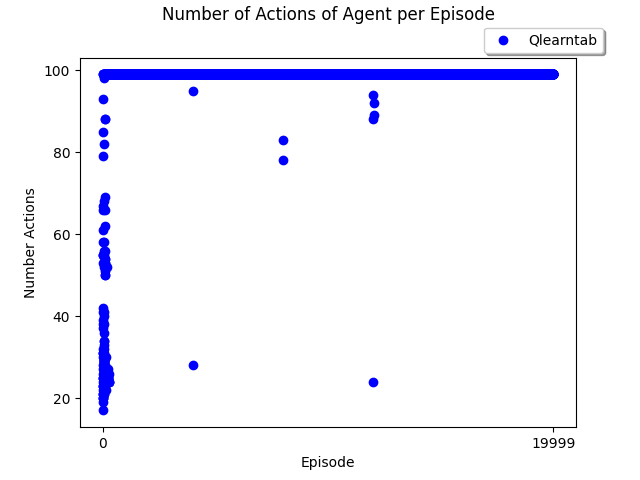 Number of Actions of Agent per Episode
Qlearntab
100
80
60
40
20
Number Actions
0
19999
Episode